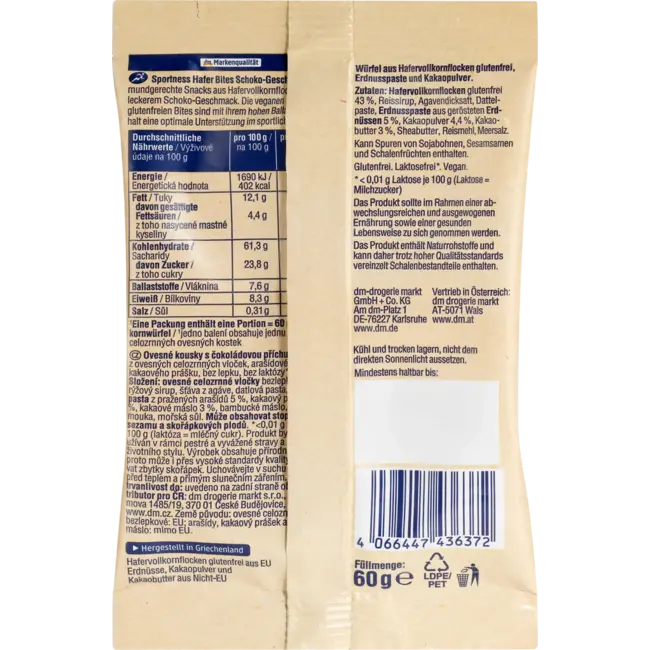 Markenqualität
Sportness Hafer Bites Schoko-Gesch
mundgerechte Snacks aus Hafervollkornfloc
leckerem Schoko-Geschmack. Die veganen
glutenfreien Bites sind mit ihrem hohen Ball
halt eine optimale Unterstützung im sportlich
Durchschnittliche pro 100 g/
Nährwerte / Výživové na 100 g
údaje na 100 g
Energie / 1690 kJ /
Energetická hodnota 402 kcal
Fett / Tuky 12,1 g
davon gesättigte
Fettsäuren / 4,4 g
z toho nasycené mastné
kyseliny
Kohlenhydrate / 61,3 g
Sacharidy
davon Zucker / 23,8 g
z toho cukry
Ballaststoffe / Vláknina 7,6 g
Eiweiß / Bílkoviny 8,3 g
Salz / Sůl 0,31 g
¹Eine Packung enthält eine Portion = 60
kornwürfel / ¹jedno balení obsahuje jednu
celozrnných ovesných kostek
Ovesné kousky s čokoládovou příchu
z ovesných celozrnných vloček, arašídové
kakaového prášku, bez lepku, bez laktózy*
Složení: ovesné celozrnné vločky bezlep
rýžový sirup, šťáva z agáve, datlová pasta,
pasta z pražených arašídů 5 %, kakaový p
%, kakaové máslo 3 %, bambucké máslo,
mouka, mořská sůl. Může obsahovat stop
sezamu a skořápkových plodů. *<0,01 g
100 g (laktóza = mléčný cukr). Produkt by
užíván v rámci pestré a vyvážené stravy a
životního stylu. Výrobek obsahuje přírodní
proto může i přes vysoké standardy kvality
vat zbytky skořápek. Uchovávejte v suchu
před teplem a přímým slunečním zářením.
trvanlivost dp: uvedeno na zadní straně ob
tributor pro ČR: dm drogerie markt s.r.o.,
mova 1485/19, 370 01 České Budějovice,
www.dm.cz. Země původu: ovesné celozrn
bezlepkové: EU; arašídy, kakaový prášek a
máslo: mimo EU.
Hergestellt in Griechenland
Hafervollkornflocken glutenfrei aus EU
Erdnüsse, Kakaopulver und
Kakaobutter aus Nicht-EU
Würfel aus Hafervollkornflocken glutenfrei,
Erdnusspaste und Kakaopulver.
Zutaten: Hafervollkornflocken glutenfrei
43 %, Reissirup, Agavendicksaft, Dattel-
paste, Erdnusspaste aus gerösteten Erd-
nüssen 5 %, Kakaopulver 4,4 %, Kakao-
butter 3 %, Sheabutter, Reismehl, Meersalz.
Kann Spuren von Sojabohnen, Sesamsamen
und Schalenfrüchten enthalten.
Glutenfrei. Laktosefrei*. Vegan.
* < 0,01 g Laktose je 100 g (Laktose =
Milchzucker)
Das Produkt sollte im Rahmen einer ab-
wechslungsreichen und ausgewogenen
Ernährung sowie einer gesunden
Lebensweise zu sich genommen werden.
Das Produkt enthält Naturrohstoffe und
kann daher trotz hoher Qualitätsstandards
vereinzelt Schalenbestandteile enthalten.
dm-drogerie markt
GmbH + Co. KG
Am dm-Platz 1
DE-76227 Karlsruhe
www.dm.de
Vertrieb in Österreich:
dm drogerie markt
AT-5071 Wals
www.dm.at
Kühl und trocken lagern, nicht dem
direkten Sonnenlicht aussetzen.
Mindestens haltbar bis:
4 066447 436372
Füllmenge:
60g e
LDPE/
PET